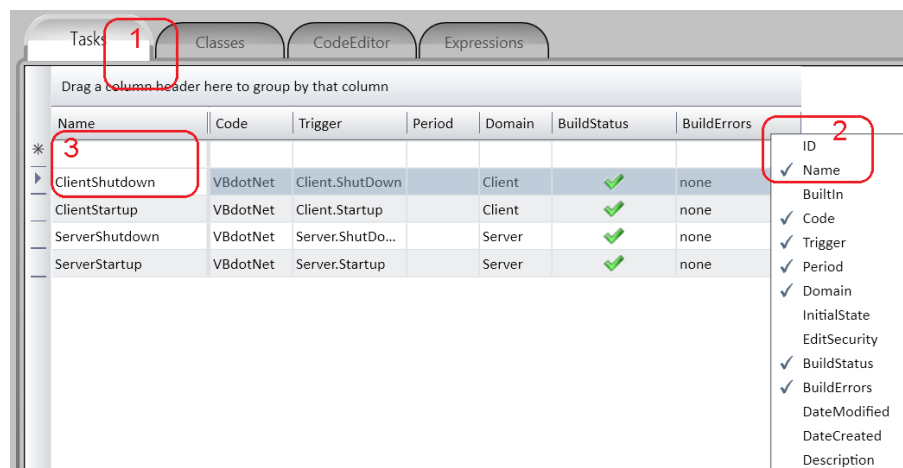 Tasks 1 Classes CodeEditor Expressions
Drag a column header here to group by that column
Name Code Trigger Period Domain BuildStatus BuildErrors
3
ClientShutdown VBdotNet Client.ShutDown Client none
ClientStartup VBdotNet Client.Startup Client none
ServerShutdown VBdotNet Server.ShutDo... Server none
ServerStartup VBdotNet Server.Startup Server none
2
ID
Name
BuiltIn
Code
Trigger
Period
Domain
InitialState
EditSecurity
BuildStatus
BuildErrors
DateModified
DateCreated
Description